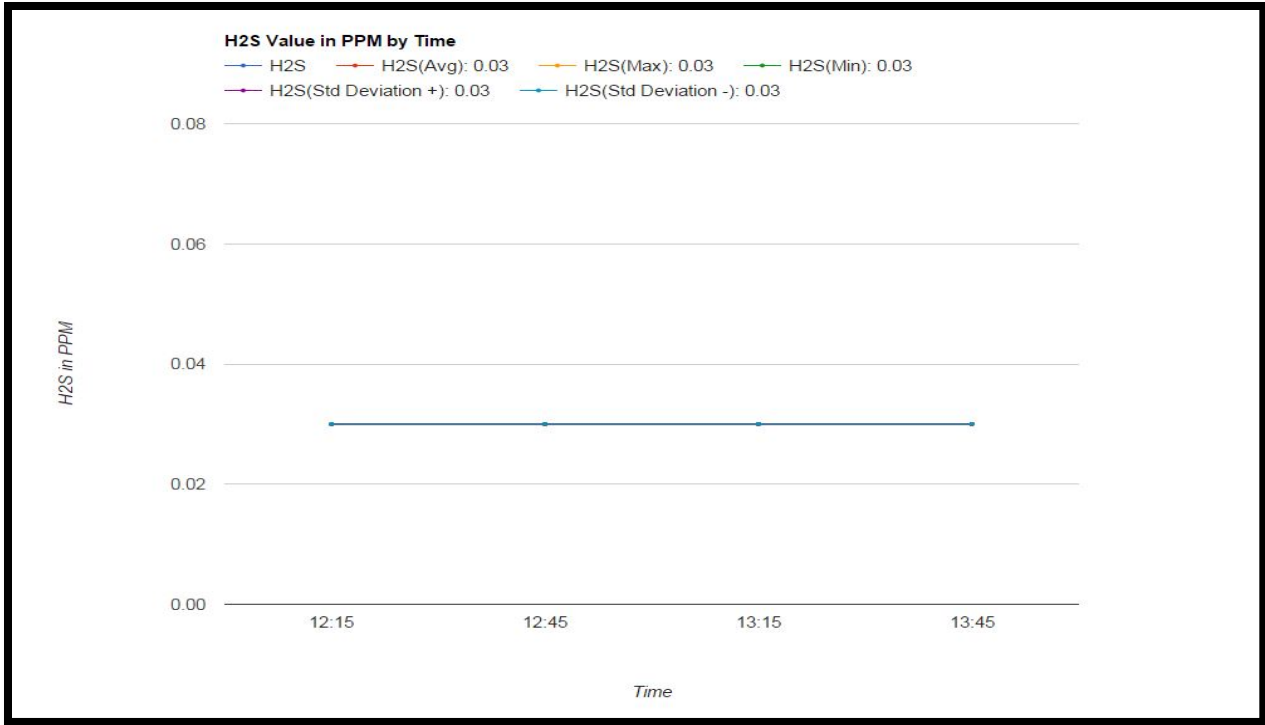 H2S Value in PPM by Time
H2S H2S(Avg): 0.03 H2S(Max): 0.03 H2S(Min): 0.03
H2S(Std Deviation +): 0.03 H2S(Std Deviation -): 0.03
0.08
0.06
H2S in PPM
0.04
0.02
0.00
12:15 12:45 13:15 13:45
Time